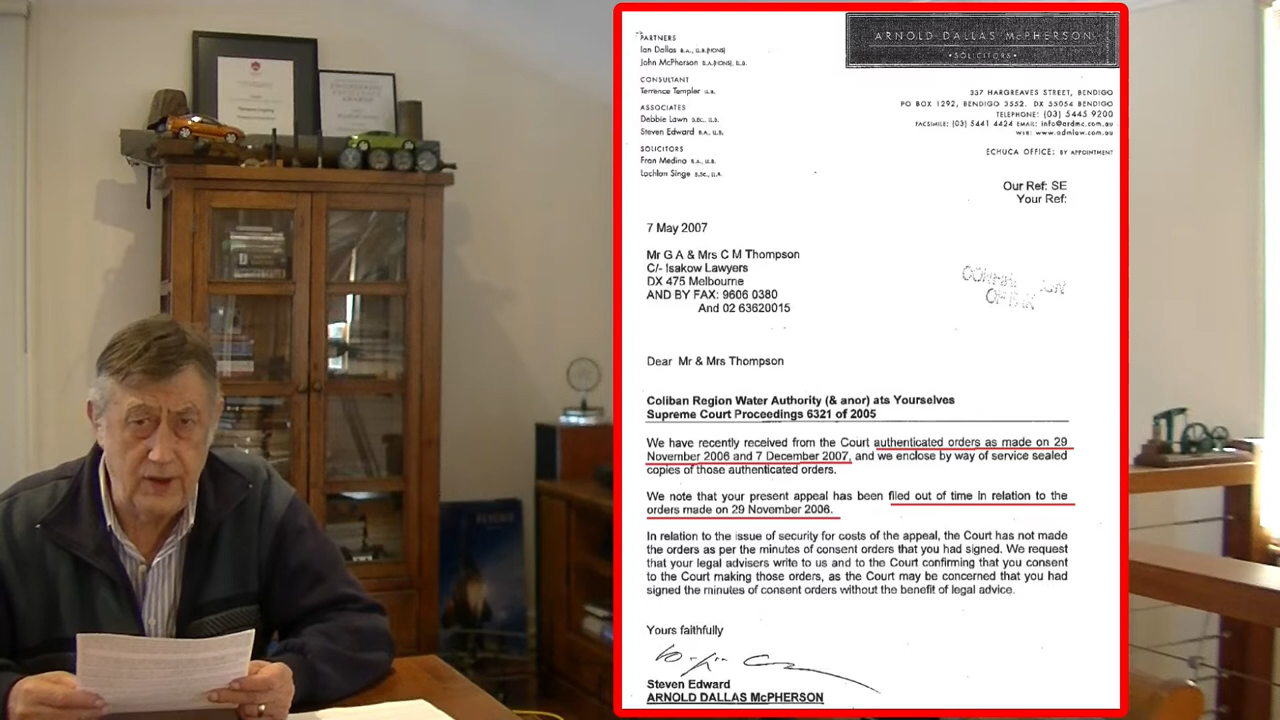 PARTNERS
Ian Dallas B.A., LL.B.(HONS)
John McPherson B.A.(HONS), LL.B.
CONSULTANT
Terrence Templer LL.B.
ASSOCIATES
Debbie Lawn B.EC., LL.B.
Steven Edward B.A., LL.B.
SOLICITORS
Fran Medina B.A., LL.B.
Lachlan Singe B.SC., LL.B.
ARNOLD DALLAS McPHERSON
•SOLICITORS•
337 HARGREAVES STREET, BENDIGO
PO BOX 1292, BENDIGO 3552. DX 55054 BENDIGO
TELEPHONE: (03) 5445 9200
FACSIMILE: (03) 5441 4424 EMAIL: info@ardmc.com.au
WEB: www.admlaw.com.au
ECHUCA OFFICE: BY APPOINTMENT
Our Ref: SE
Your Ref:
7 May 2007
Mr G A & Mrs C M Thompson
C/- Isakow Lawyers
DX 475 Melbourne
AND BY FAX: 9606 0380
And 02 63620015
Dear Mr & Mrs Thompson
Coliban Region Water Authority (& anor) ats Yourselves
Supreme Court Proceedings 6321 of 2005
We have recently received from the Court authenticated orders as made on 29
November 2006 and 7 December 2007, and we enclose by way of service sealed
copies of those authenticated orders.
We note that your present appeal has been filed out of time in relation to the
orders made on 29 November 2006.
In relation to the issue of security for costs of the appeal, the Court has not made
the orders as per the minutes of consent orders that you had signed. We request
that your legal advisers write to us and to the Court confirming that you consent
to the Court making those orders, as the Court may be concerned that you had
signed the minutes of consent orders without the benefit of legal advice.
Yours faithfully
Steven Edward
ARNOLD DALLAS McPHERSON